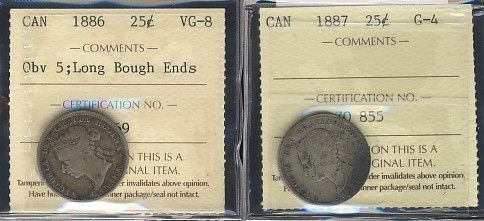 CAN 1886 25¢ VG-8
COMMENTS
Obv 5;Long Bough Ends
CERTIFICATION NO.
ON THIS IS A
ORIGINAL ITEM.
invalidates above opinion.
inner package/seal not intact.
CAN 1887 25¢ G-4
COMMENTS
CERTIFICATION NO.
855
ON THIS IS A
ORIGINAL ITEM.
invalidates above opinion.
inner package/seal not intact.